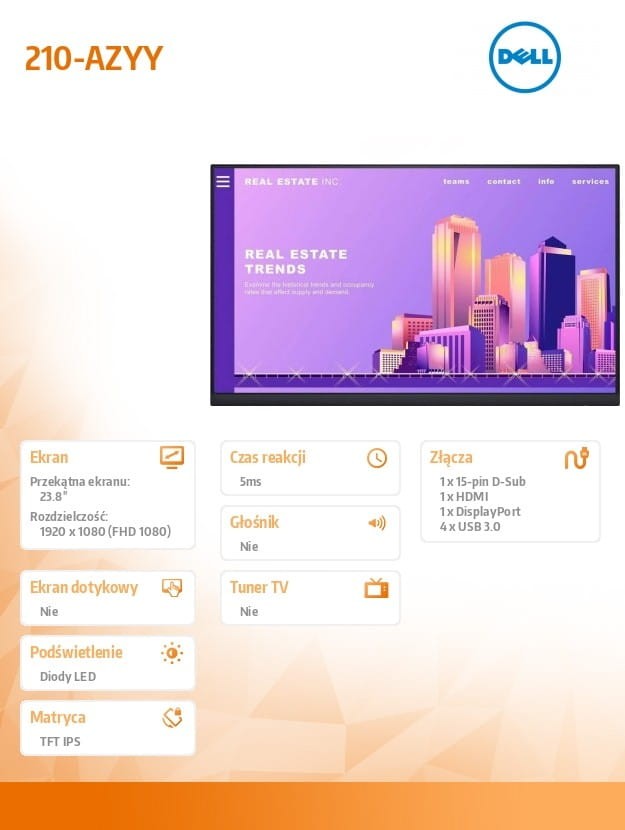 210-AZYY
DELL
REAL ESTATE INC.
teams contact info services
REAL ESTATE
TRENDS
Examine the historical trends and occupancy
rates that affect supply and demand.
Ekran
Przekątna ekranu:
23.8"
Rozdzielczość:
1920 x 1080 (FHD 1080)
Czas reakcji
5ms
Złącza
1 x 15-pin D-Sub
1 x HDMI
1 x DisplayPort
4 x USB 3.0
Głośnik
Nie
Ekran dotykowy
Nie
Tuner TV
Nie
Podświetlenie
Diody LED
Matryca
TFT IPS